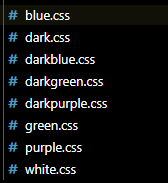 # blue.css
# dark.css
# darkblue.css
# darkgreen.css
# darkpurple.css
# green.css
# purple.css
# white.css